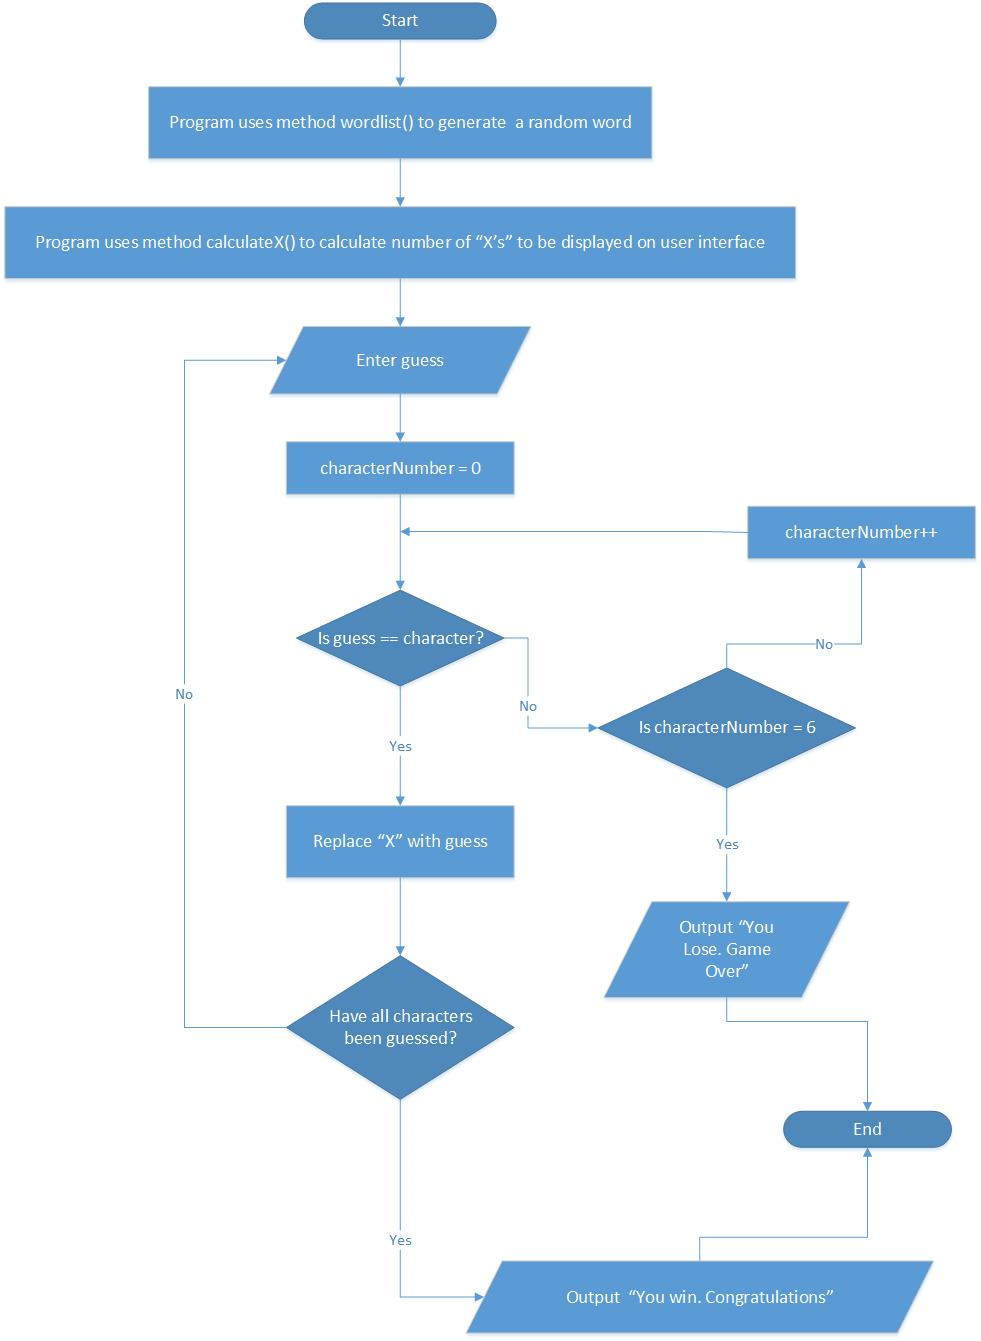 Start
Program uses method wordlist() to generate  a random word
Program uses method calculateX() to calculate number of “X’s” to be displayed on user interface
Enter guess
characterNumber = 0
characterNumber++
Is guess == character?
No
No
No
Is characterNumber = 6
Yes
Replace “X” with guess
Yes
Output “You
Lose. Game
Over”
Have all characters
been guessed?
End
Yes
Output  “You win. Congratulations”